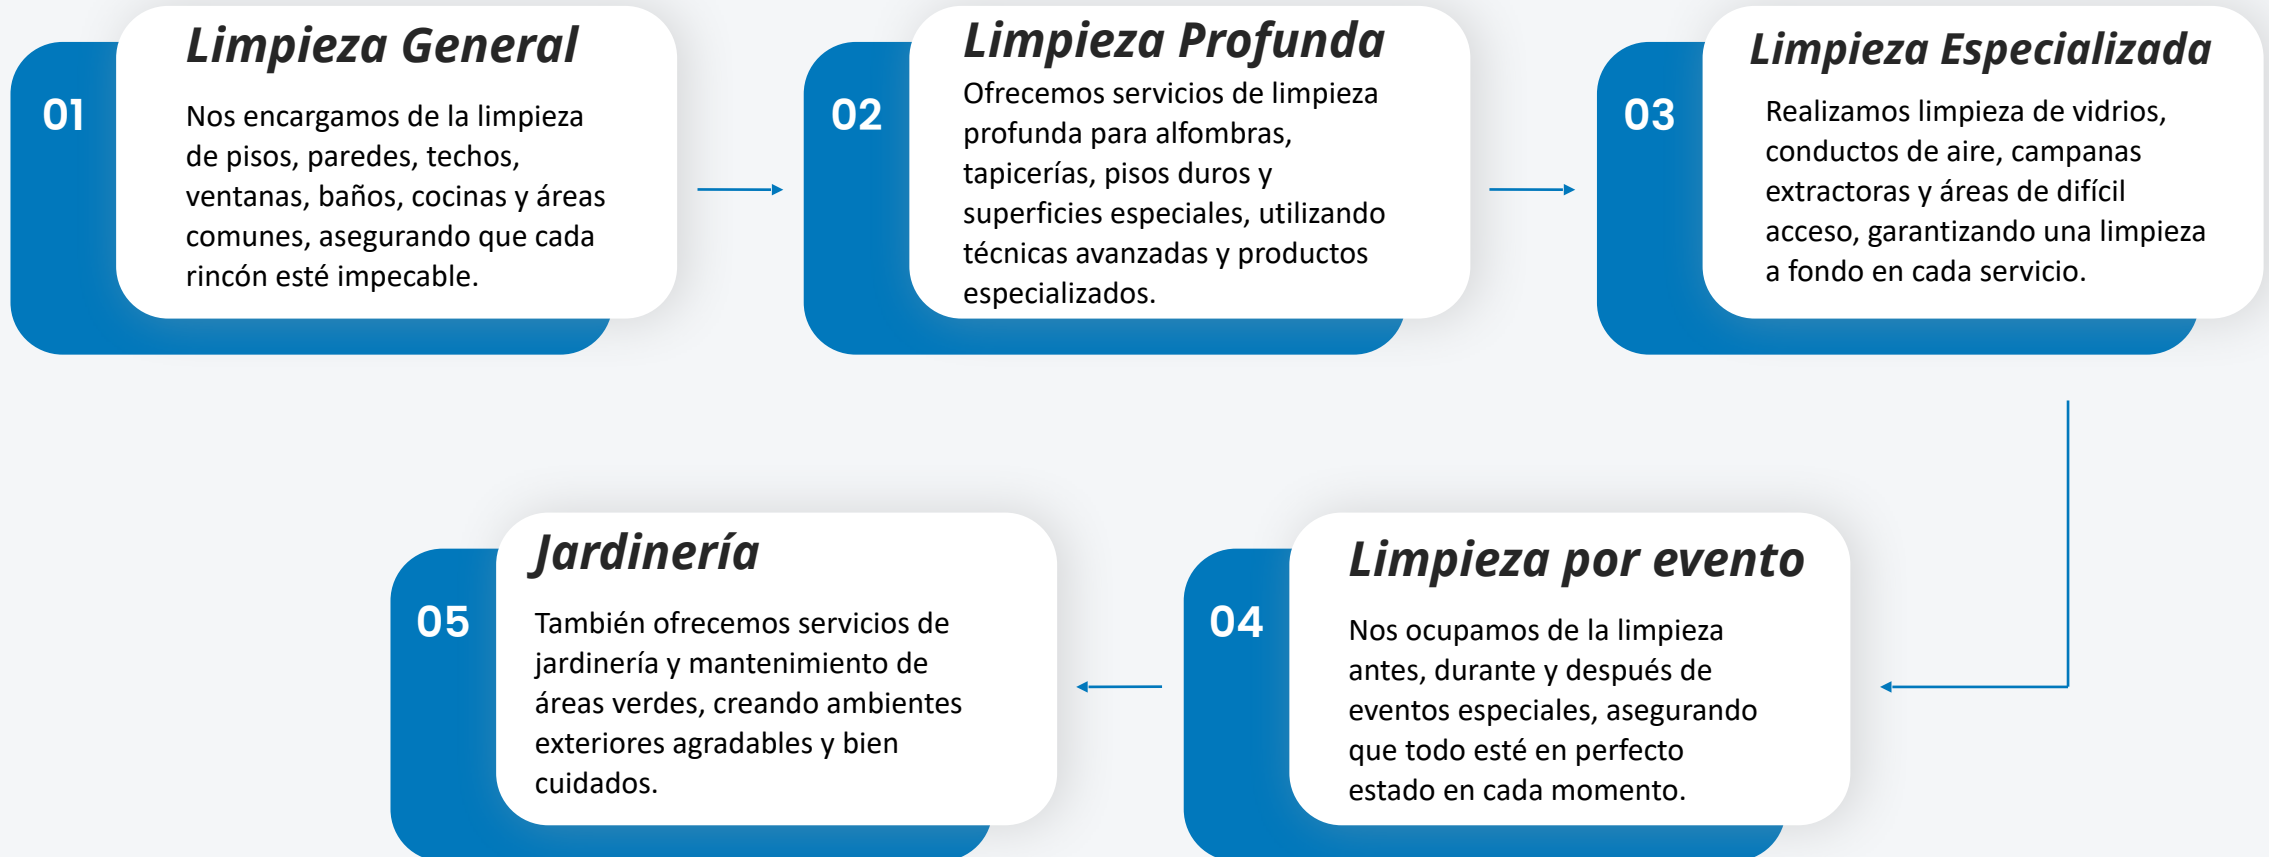 01
Limpieza General
Nos encargamos de la limpieza
de pisos, paredes, techos,
ventanas, baños, cocinas y áreas
comunes, asegurando que cada
rincón esté impecable.
02
Limpieza Profunda
Ofrecemos servicios de limpieza
profunda para alfombras,
tapicerías, pisos duros y
superficies especiales, utilizando
técnicas avanzadas y productos
especializados.
03
Limpieza Especializada
Realizamos limpieza de vidrios,
conductos de aire, campanas
extractoras y áreas de difícil
acceso, garantizando una limpieza
a fondo en cada servicio.
04
Limpieza por evento
Nos ocupamos de la limpieza
antes, durante y después de
eventos especiales, asegurando
que todo esté en perfecto
estado en cada momento.
05
Jardinería
También ofrecemos servicios de
jardinería y mantenimiento de
áreas verdes, creando ambientes
exteriores agradables y bien
cuidados.